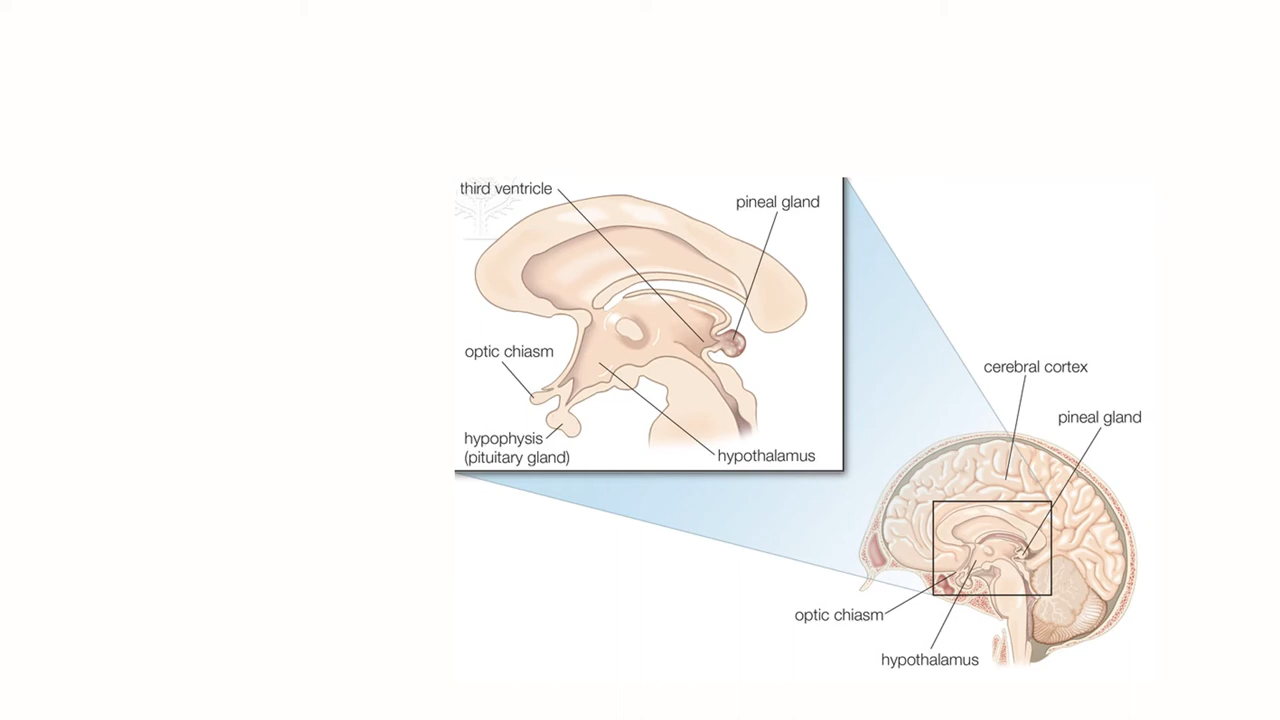 third ventricle
pineal gland
optic chiasm
hypophysis
(pituitary gland)
hypothalamus
cerebral cortex
pineal gland
optic chiasm
hypothalamus